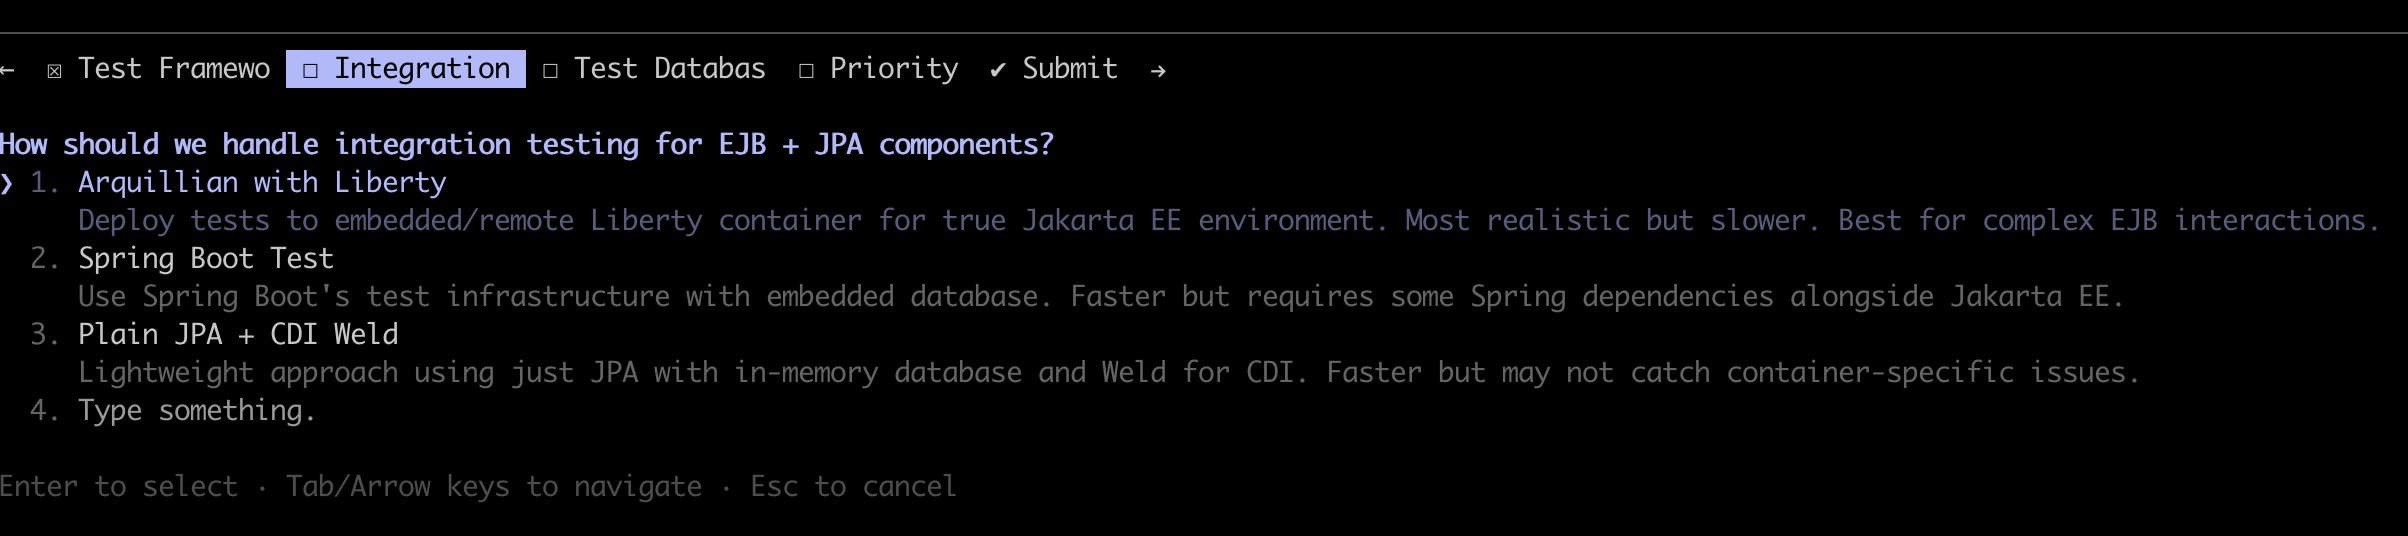 ← ☒ Test Framewo ☐ Integration ☐ Test Databas ☐ Priority ✔ Submit →
How should we handle integration testing for EJB + JPA components?
❯ 1. Arquillian with Liberty
Deploy tests to embedded/remote Liberty container for true Jakarta EE environment. Most realistic but slower. Best for complex EJB interactions.
2. Spring Boot Test
Use Spring Boot's test infrastructure with embedded database. Faster but requires some Spring dependencies alongside Jakarta EE.
3. Plain JPA + CDI Weld
Lightweight approach using just JPA with in-memory database and Weld for CDI. Faster but may not catch container-specific issues.
4. Type something.
Enter to select · Tab/Arrow keys to navigate · Esc to cancel